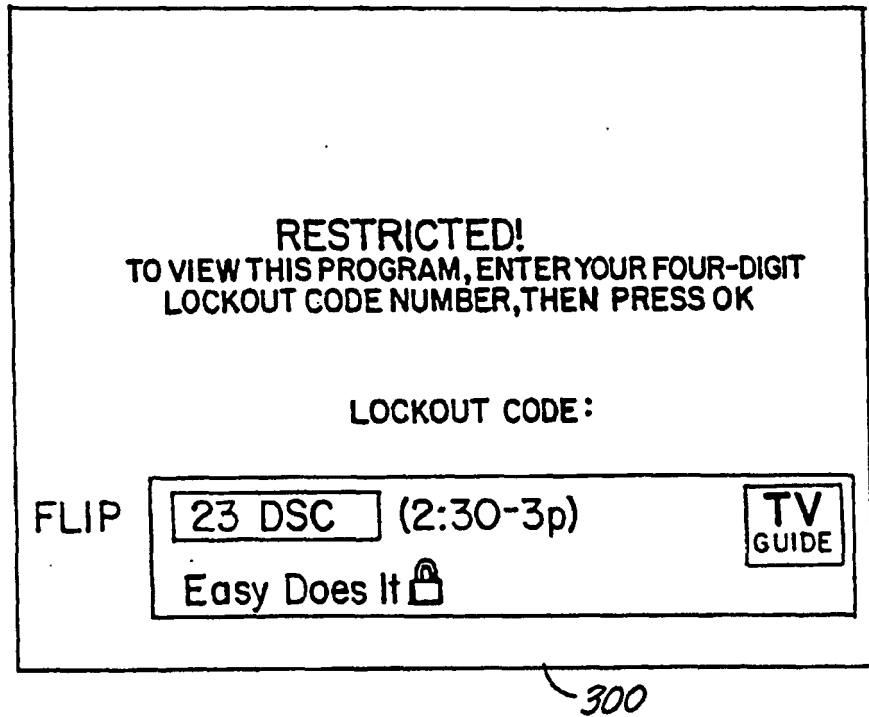 RESTRICTED!
TO VIEW THIS PROGRAM, ENTER YOUR FOUR-DIGIT
LOCKOUT CODE NUMBER, THEN PRESS OK
LOCKOUT CODE:
FLIP
23 DSC (2:30-3p)
TV
GUIDE
Easy Does It
300